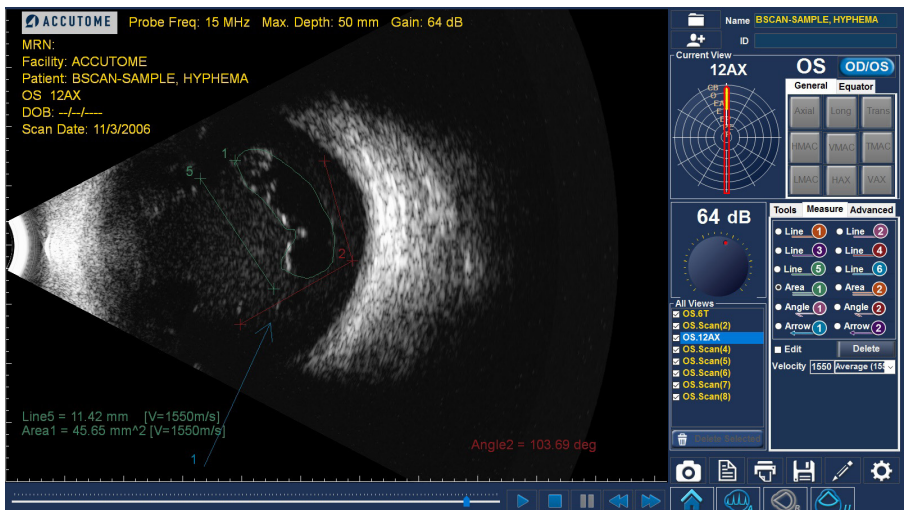 ACCUTOME Probe Freq: 15 MHz Max. Depth: 50 mm Gain: 64 dB
MRN:
Facility: ACCUTOME
Patient: BSCAN-SAMPLE, HYPHEMA
OS 12AX
DOB: --/--/----
Scan Date: 11/3/2006
1
5
2
Line5 = 11.42 mm [V=1550m/s]
Area1 = 45.65 mm^2 [V=1550m/s]
1
Angle2 = 103.69 deg
Name BSCAN-SAMPLE, HYPHEMA
ID
Current View
12AX
OS OD/OS
General Equator
Axial Long Trans
HMAC VMAC TMAC
LMAC HAX VAX
CB
O
EA
E
64 dB
Tools Measure Advanced
Line 1 Line 2
Line 3 Line 4
Line 5 Line 6
Area 1 Area 2
Angle 1 Angle 2
Arrow 1 Arrow 2
Edit Delete
Velocity 1550 Average (155
All Views
OS.6T
OS.Scan(2)
OS.12AX
OS.Scan(4)
OS.Scan(5)
OS.Scan(6)
OS.Scan(7)
OS.Scan(8)
Delete Selected